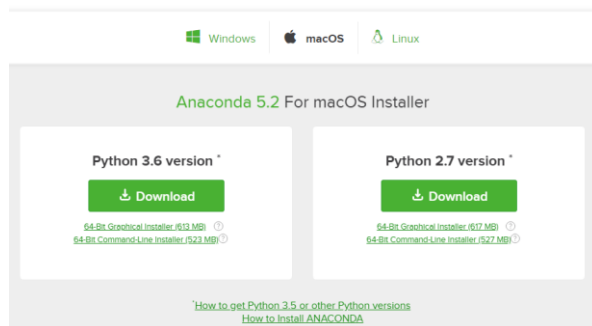 Windows macOS Linux
Anaconda 5.2 For macOS Installer
Python 3.6 version *
Download
64-Bit Graphical Installer (613 MB) ?
64-Bit Command-Line Installer (523 MB) ?
Python 2.7 version *
Download
64-Bit Graphical Installer (617 MB) ?
64-Bit Command-Line Installer (527 MB) ?
*How to get Python 3.5 or other Python versions
How to Install ANACONDA